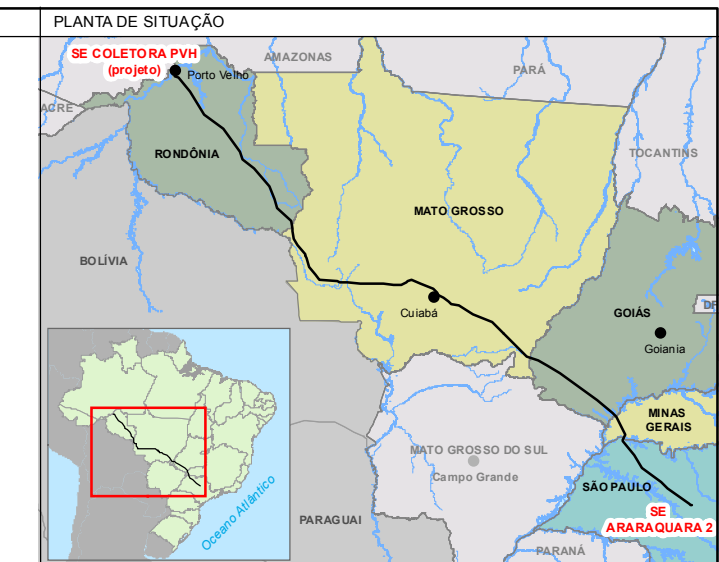 PLANTA DE SITUAÇÃO
SE COLETORA PVH
(projeto)
Porto Velho
AMAZONAS
PARÁ
ACRE
RONDÔNIA
TOCANTINS
MATO GROSSO
BOLÍVIA
Cuiabá
GOIÁS
DF
Goiania
MINAS
GERAIS
MATO GROSSO DO SUL
Campo Grande
SÃO PAULO
SE
ARARAQUARA 2
Oceano Atlântico
PARAGUAI
PARANÁ